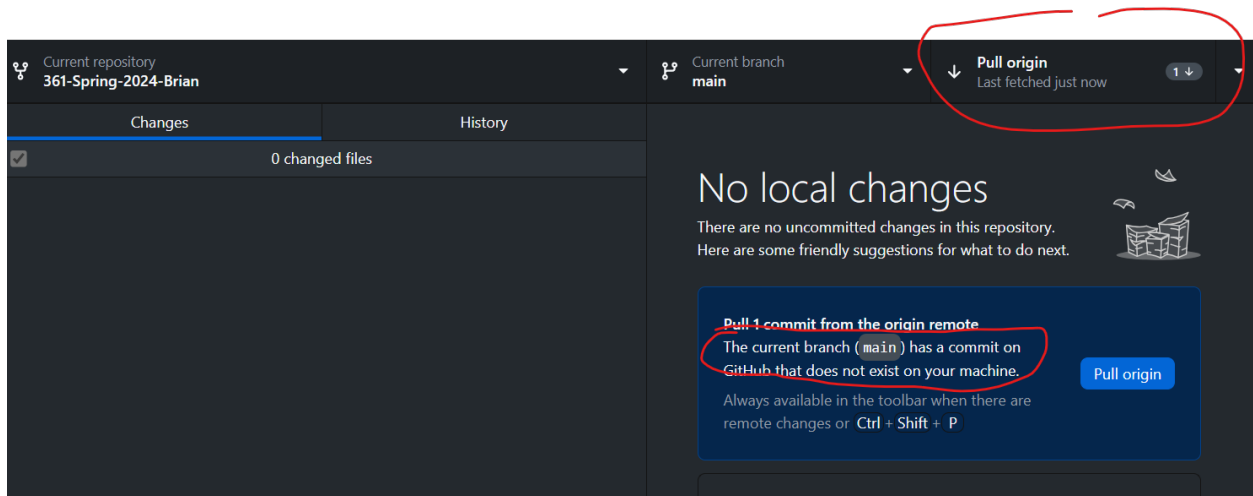 Current repository
361-Spring-2024-Brian
Current branch
main
Pull origin
Last fetched just now
1
Changes
History
0 changed files
No local changes
There are no uncommitted changes in this repository.
Here are some friendly suggestions for what to do next.
Pull 1 commit from the origin remote
The current branch ( main ) has a commit on
GitHub that does not exist on your machine.
Pull origin
Always available in the toolbar when there are
remote changes or Ctrl + Shift + P